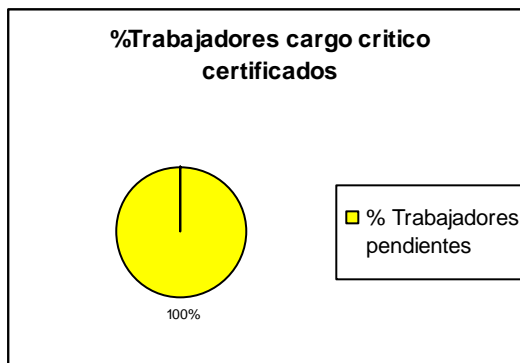 %Trabajadores cargo critico
certificados
% Trabajadores
pendientes
100%